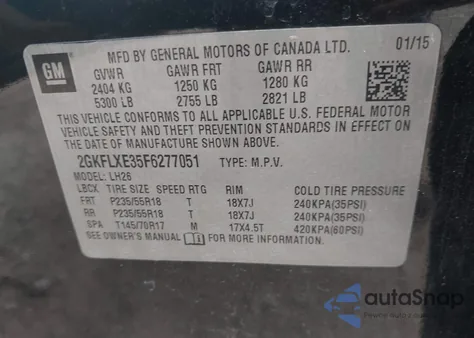 MFD BY GENERAL MOTORS OF CANADA LTD. 01/15
GM
GVWR GAWR FRT GAWR RR
2404 KG 1250 KG 1280 KG
5300 LB 2755 LB 2821 LB
THIS VEHICLE CONFORMS TO ALL APPLICABLE U.S. FEDERAL MOTOR
VEHICLE SAFETY AND THEFT PREVENTION STANDARDS IN EFFECT ON
THE DATE OF MANUFACTURE SHOWN ABOVE.
2GKFLXE35F6277051 TYPE: M.P.V.
MODEL: LH26
LBCX TIRE SIZE SPEED RTG RIM COLD TIRE PRESSURE
FRT P235/55R18 T 18X7J 240KPA(35PSI)
RR P235/55R18 T 18X7J 240KPA(35PSI)
SPA T145/70R17 M 17X4.5T 420KPA(60PSI)
SEE OWNER'S MANUAL FOR MORE INFORMATION.
autaSnap